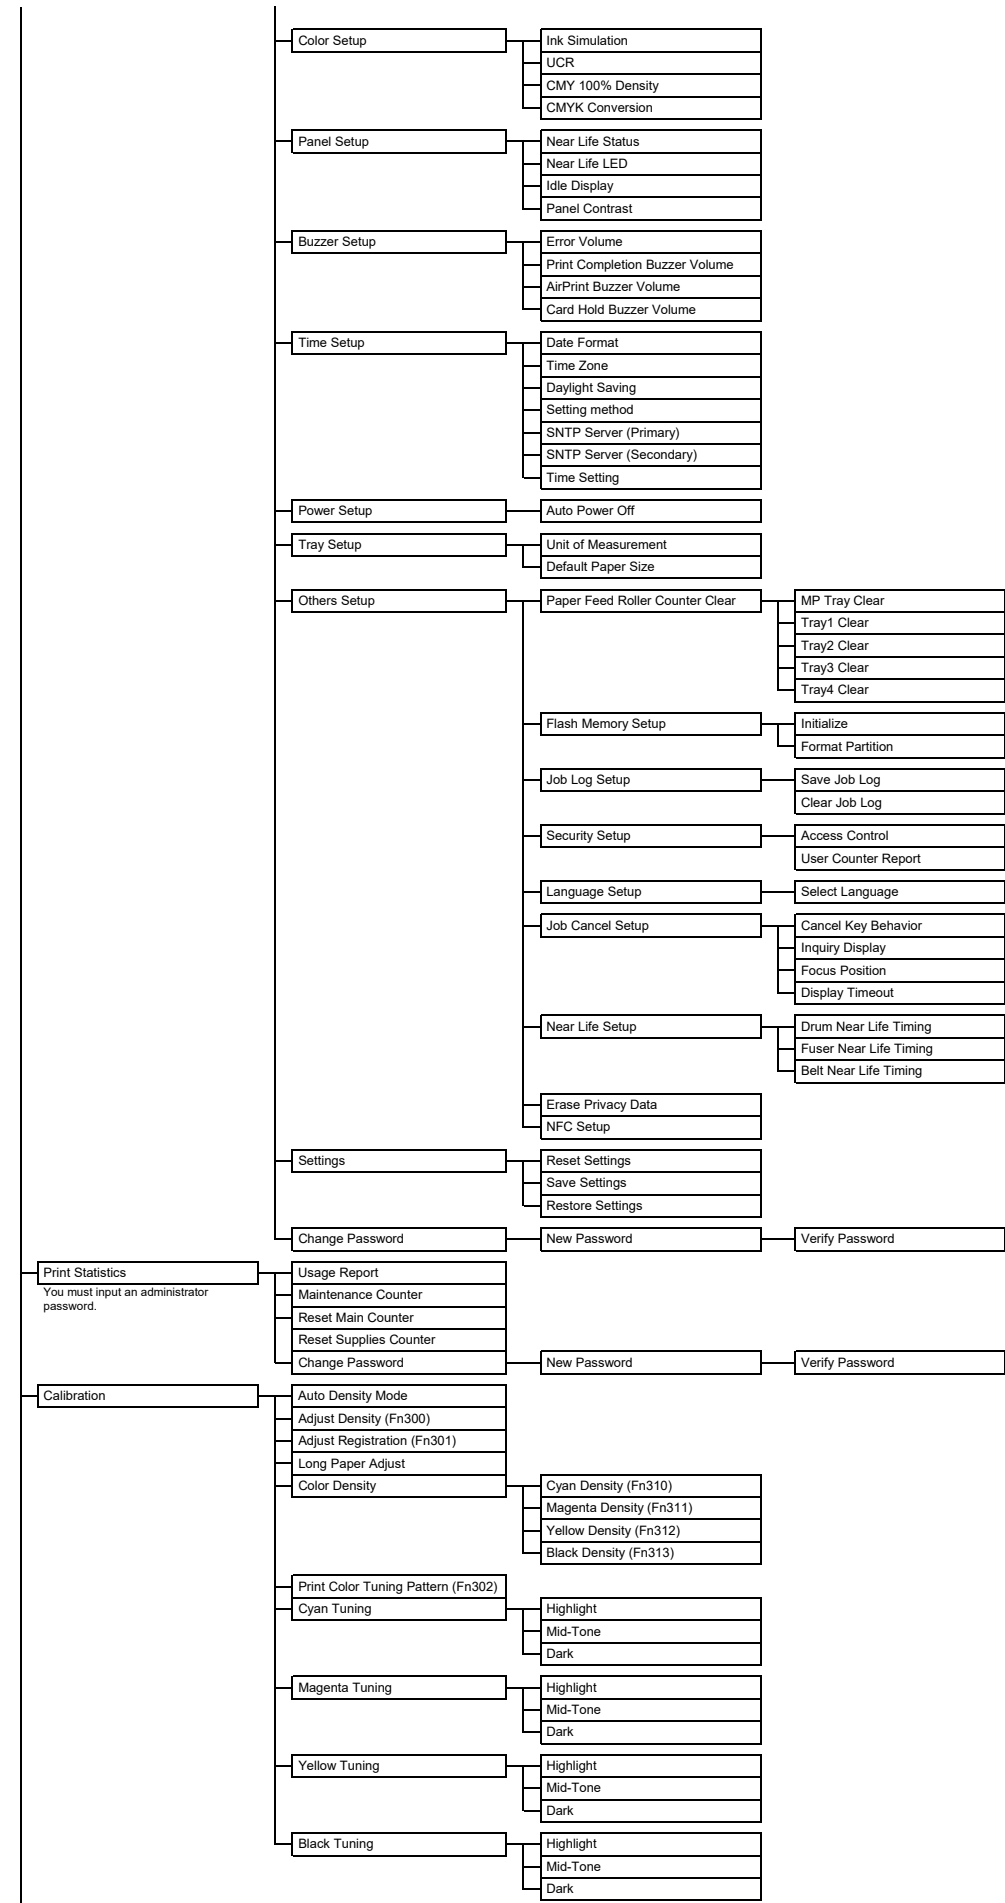 Color Setup
Ink Simulation
UCR
CMY 100% Density
CMYK Conversion
Panel Setup
Near Life Status
Near Life LED
Idle Display
Panel Contrast
Buzzer Setup
Error Volume
Print Completion Buzzer Volume
AirPrint Buzzer Volume
Card Hold Buzzer Volume
Time Setup
Date Format
Time Zone
Daylight Saving
Setting method
SNTP Server (Primary)
SNTP Server (Secondary)
Time Setting
Power Setup
Auto Power Off
Tray Setup
Unit of Measurement
Default Paper Size
Others Setup
Paper Feed Roller Counter Clear
MP Tray Clear
Tray1 Clear
Tray2 Clear
Tray3 Clear
Tray4 Clear
Flash Memory Setup
Initialize
Format Partition
Job Log Setup
Save Job Log
Clear Job Log
Security Setup
Access Control
User Counter Report
Language Setup
Select Language
Job Cancel Setup
Cancel Key Behavior
Inquiry Display
Focus Position
Display Timeout
Near Life Setup
Drum Near Life Timing
Fuser Near Life Timing
Belt Near Life Timing
Erase Privacy Data
NFC Setup
Settings
Reset Settings
Save Settings
Restore Settings
Change Password
New Password
Verify Password
Print Statistics
You must input an administrator
password.
Usage Report
Maintenance Counter
Reset Main Counter
Reset Supplies Counter
Change Password
New Password
Verify Password
Calibration
Auto Density Mode
Adjust Density (Fn300)
Adjust Registration (Fn301)
Long Paper Adjust
Color Density
Cyan Density (Fn310)
Magenta Density (Fn311)
Yellow Density (Fn312)
Black Density (Fn313)
Print Color Tuning Pattern (Fn302)
Cyan Tuning
Highlight
Mid-Tone
Dark
Magenta Tuning
Highlight
Mid-Tone
Dark
Yellow Tuning
Highlight
Mid-Tone
Dark
Black Tuning
Highlight
Mid-Tone
Dark